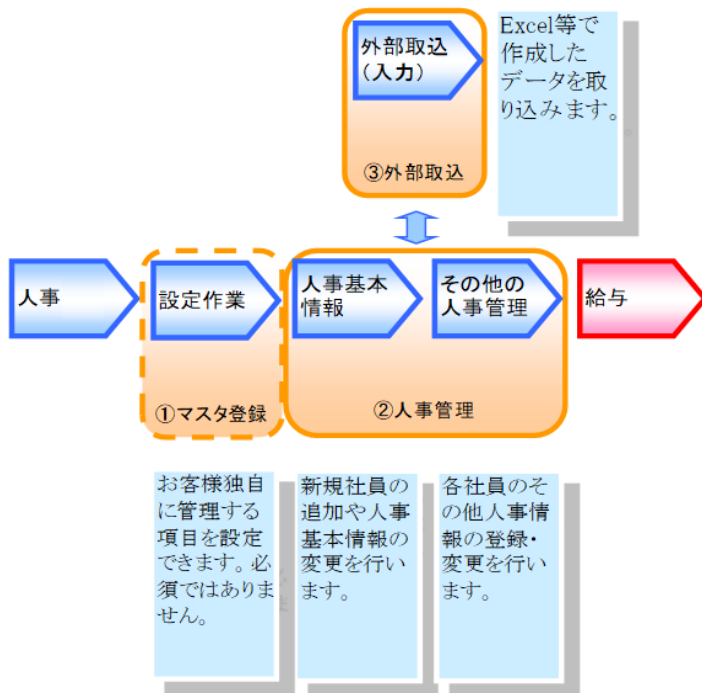 外部取込
（入力）
Excel等で
作成した
データを取
り込みます。
③外部取込
人事
設定作業
人事基本
情報
その他の
人事管理
給与
①マスタ登録
②人事管理
お客様独自
に管理する
項目を設定
できます。必
須ではありま
せん。
新規社員の
追加や人事
基本情報の
変更を行い
ます。
各社員のそ
の他人事情
報の登録・
変更を行い
ます。